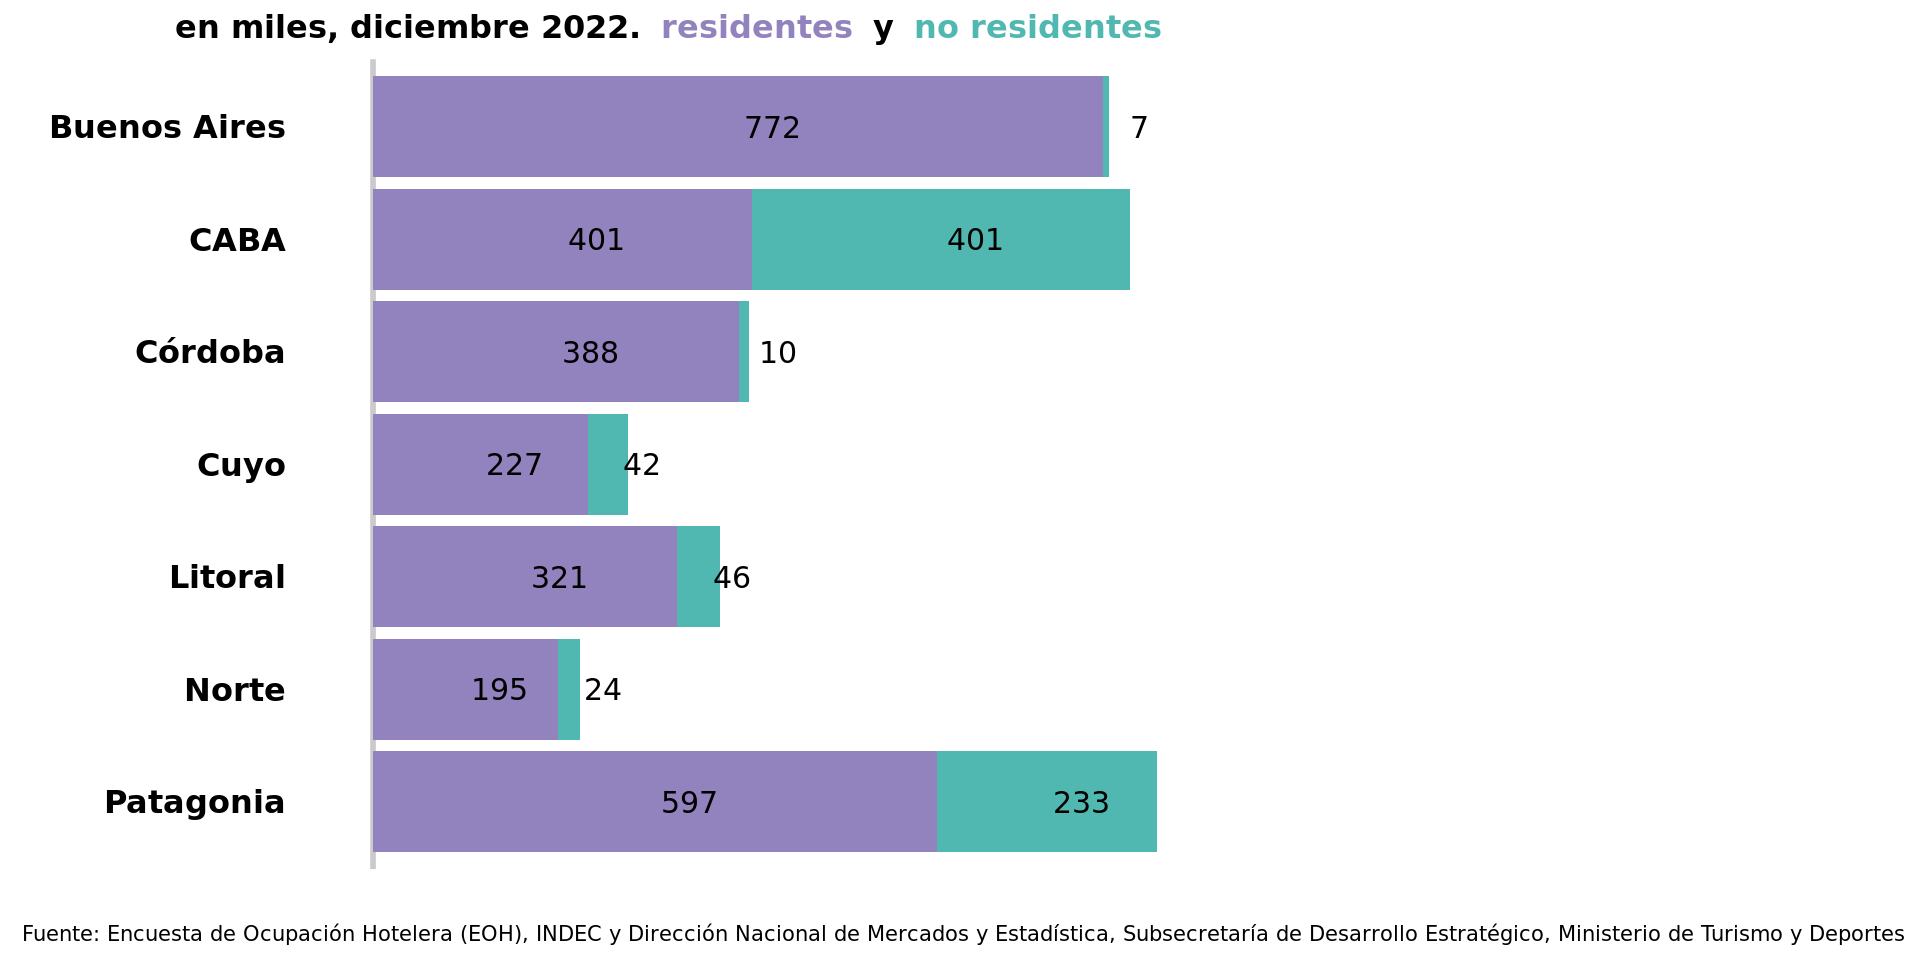 en miles, diciembre 2022. residentes y no residentes
Buenos Aires 772 7
CABA 401 401
Córdoba 388 10
Cuyo 227 42
Litoral 321 46
Norte 195 24
Patagonia 597 233
Fuente: Encuesta de Ocupación Hotelera (EOH), INDEC y Dirección Nacional de Mercados y Estadística, Subsecretaría de Desarrollo Estratégico, Ministerio de Turismo y Deportes